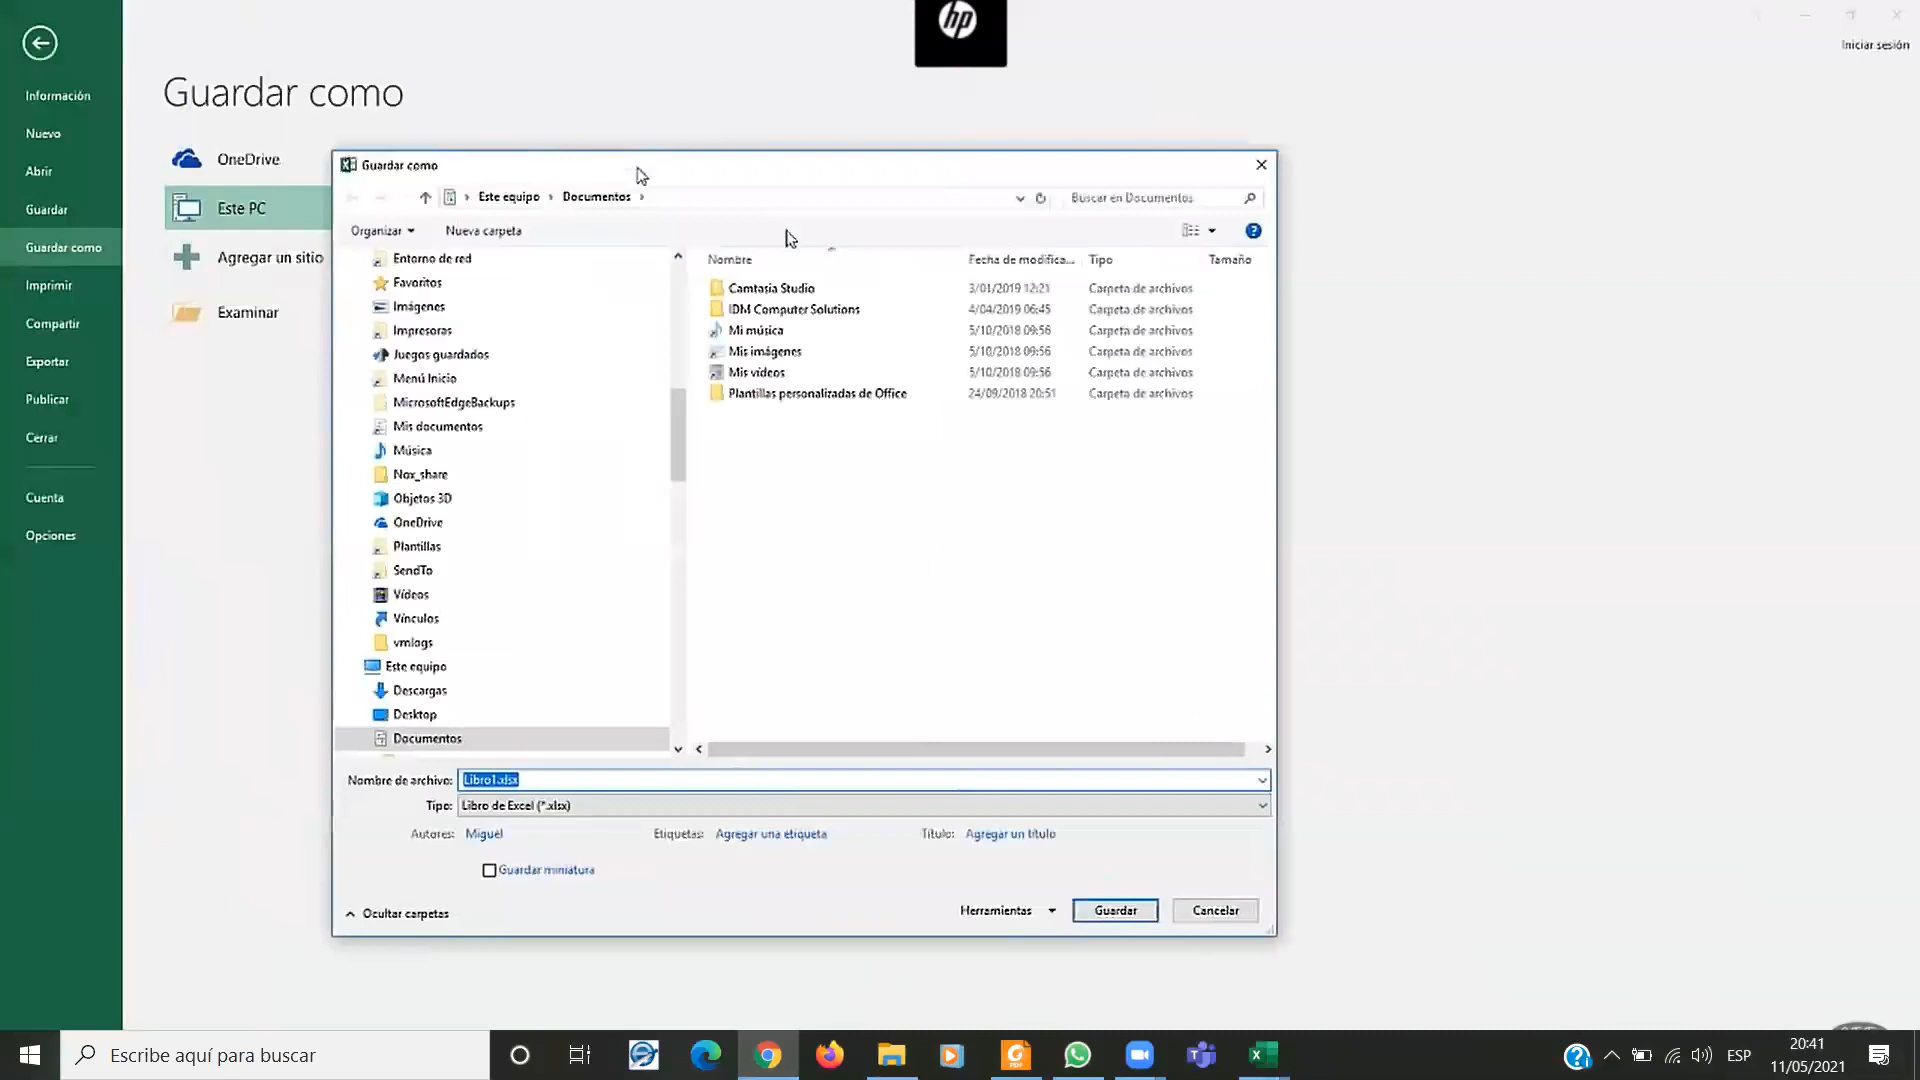 hp
Iniciar sesión
Información
Nuevo
Abrir
Guardar
Guardar como
Imprimir
Compartir
Exportar
Publicar
Cerrar
Cuenta
Opciones
Guardar como
OneDrive
Este PC
Agregar un sitio
Examinar
Guardar como
Este equipo
Documentos
Buscar en Documentos
Organizar
Nueva carpeta
Entorno de red
Favoritos
Imágenes
Impresoras
Juegos guardados
Menú Inicio
MicrosoftEdgeBackups
Mis documentos
Música
Nox_share
Objetos 3D
OneDrive
Plantillas
SendTo
Vídeos
Vínculos
vmlogs
Este equipo
Descargas
Desktop
Documentos
Nombre Fecha de modifica... Tipo Tamaño
Camtasia Studio 3/01/2019 12:21 Carpeta de archivos
IDM Computer Solutions 4/04/2019 06:45 Carpeta de archivos
Mi música 5/10/2018 09:56 Carpeta de archivos
Mis imágenes 5/10/2018 09:56 Carpeta de archivos
Mis vídeos 5/10/2018 09:56 Carpeta de archivos
Plantillas personalizadas de Office 24/09/2018 20:51 Carpeta de archivos
Nombre de archivo: Libro1.xlsx
Tipo: Libro de Excel (*.xlsx)
Autores: Miguel Etiquetas: Agregar una etiqueta Título: Agregar un título
Guardar miniatura
Ocultar carpetas
Herramientas Guardar Cancelar
Escribe aquí para buscar
ESP
20:41
11/05/2021